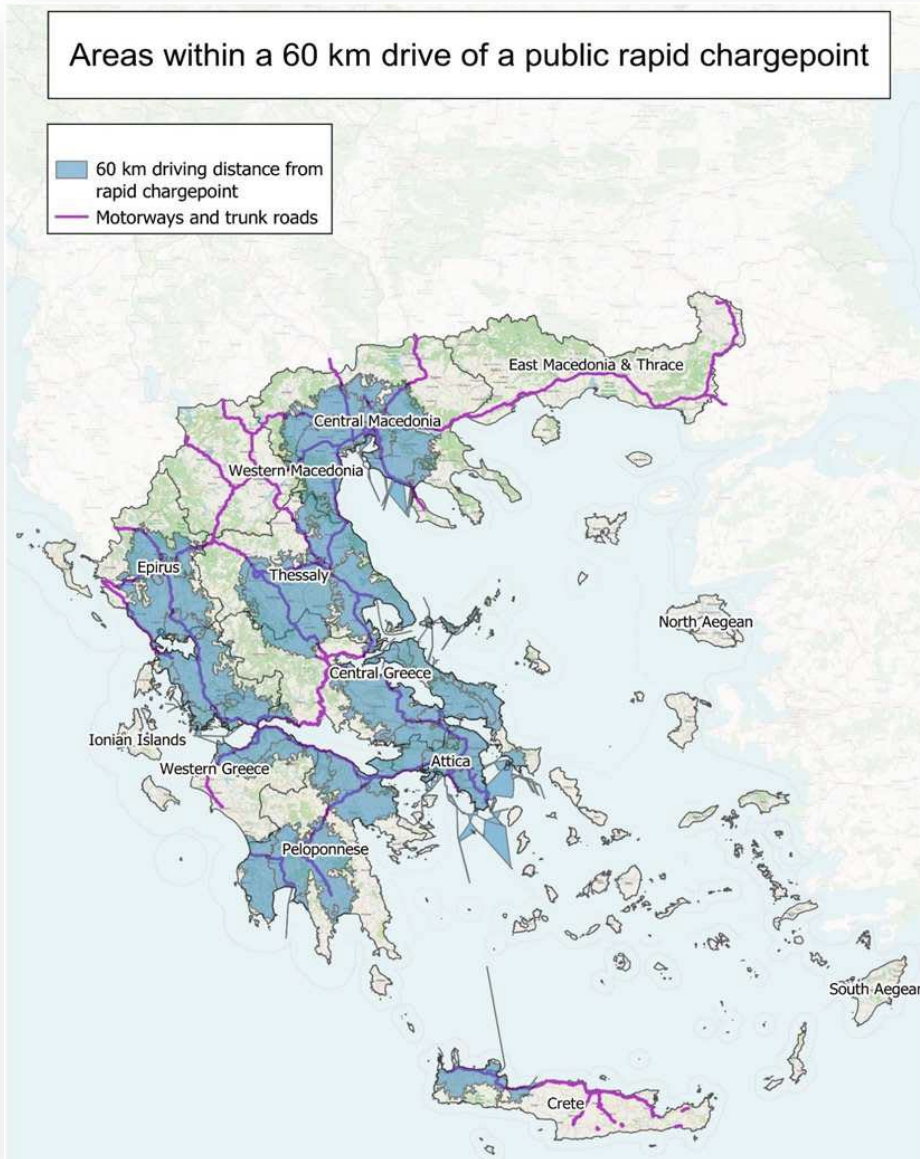 Areas within a 60 km drive of a public rapid chargepoint
60 km driving distance from
rapid chargepoint
Motorways and trunk roads
East Macedonia & Thrace
Central Macedonia
Western Macedonia
Epirus
Thessaly
North Aegean
Central Greece
Ionian Islands
Western Greece
Attica
Peloponnese
South Aegean
Crete